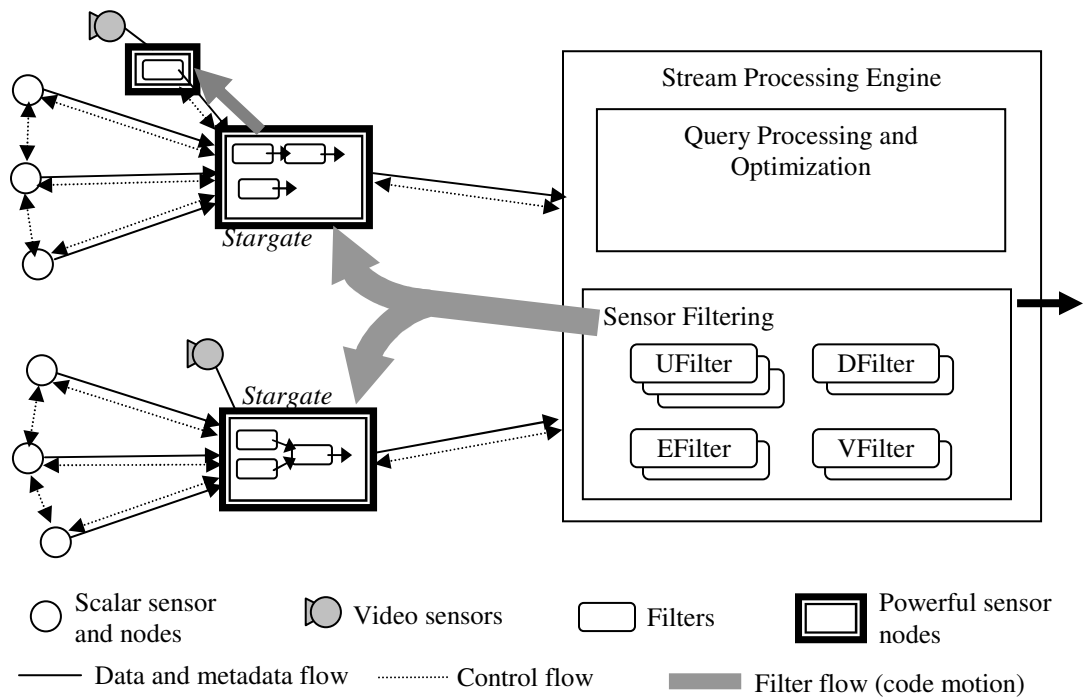 Stream Processing Engine
Query Processing and
Optimization
Stargate
Sensor Filtering
UFilter
DFilter
EFilter
VFilter
Stargate
Scalar sensor
and nodes
Video sensors
Filters
Powerful sensor
nodes
Data and metadata flow
Control flow
Filter flow (code motion)